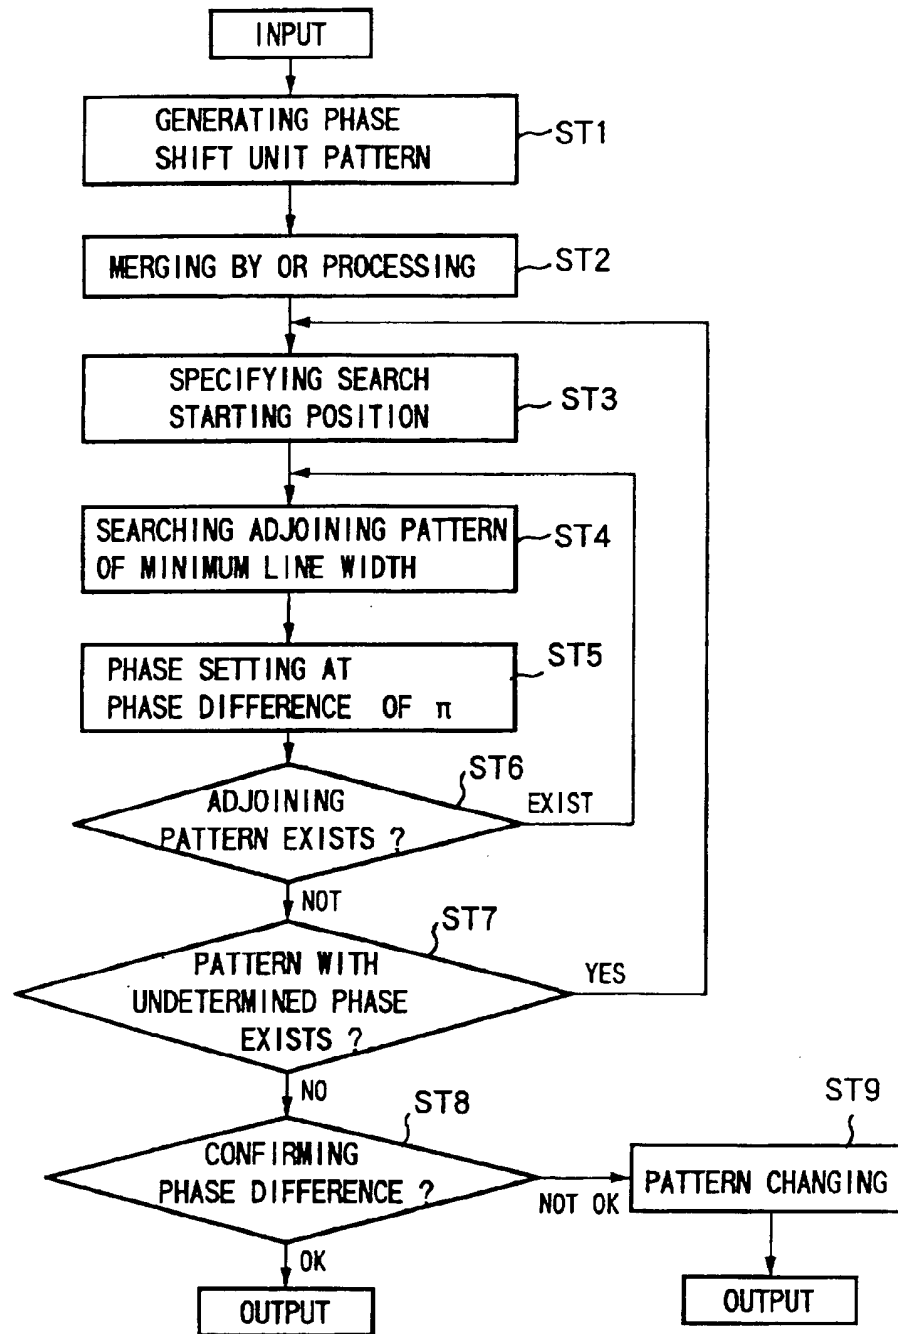 INPUT
GENERATING PHASE
SHIFT UNIT PATTERN
ST1
MERGING BY OR PROCESSING
ST2
SPECIFYING SEARCH
STARTING POSITION
ST3
SEARCHING ADJOINING PATTERN
OF MINIMUM LINE WIDTH
ST4
PHASE SETTING AT
PHASE DIFFERENCE OF π
ST5
ADJOINING
PATTERN EXISTS ?
ST6
EXIST
NOT
PATTERN WITH
UNDETERMINED PHASE
EXISTS ?
ST7
YES
NO
CONFIRMING
PHASE DIFFERENCE ?
ST8
NOT OK
ST9
PATTERN CHANGING
OK
OUTPUT
OUTPUT